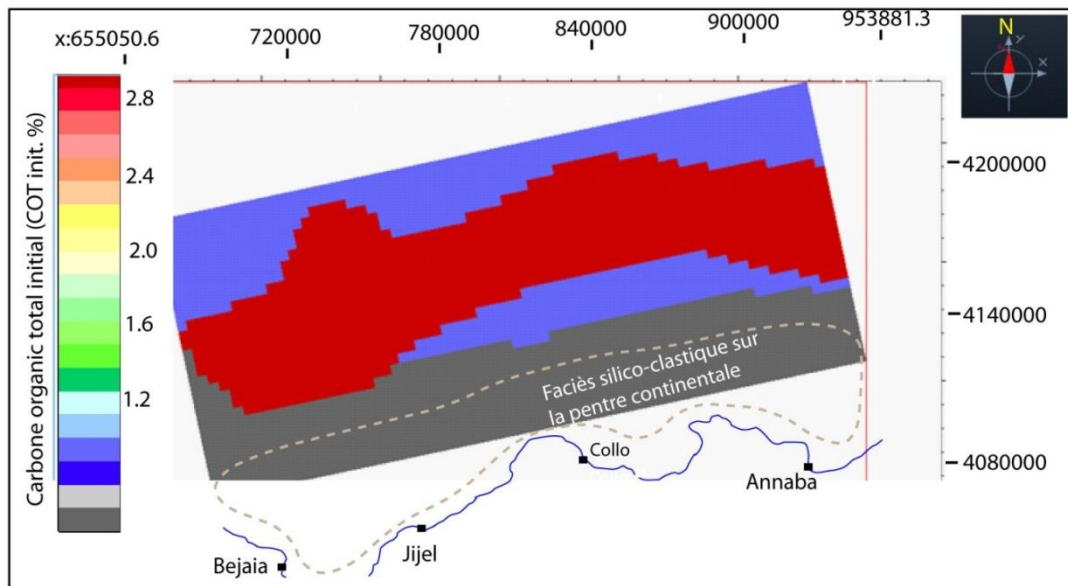 x:655050.6 720000 780000 840000 900000 953881.3
N
Y
X
Carbone organic total initial (COT init. %)
2.8
2.4
2.0
1.6
1.2
4200000
4140000
4080000
Faciès silico-clastique sur
la pentre continentale
Collo
Annaba
Jijel
Bejaia